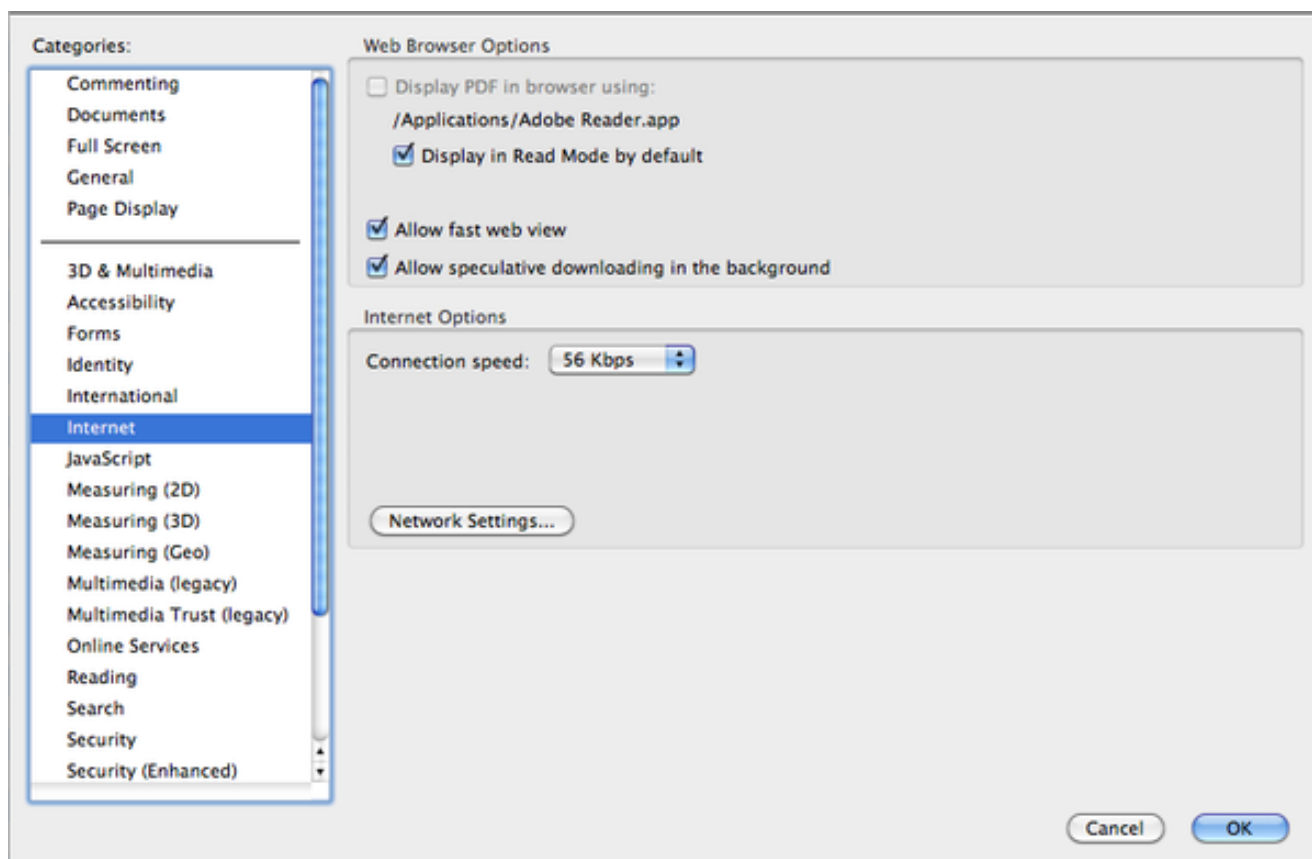 Categories:
Commenting
Documents
Full Screen
General
Page Display
3D & Multimedia
Accessibility
Forms
Identity
International
Internet
JavaScript
Measuring (2D)
Measuring (3D)
Measuring (Geo)
Multimedia (legacy)
Multimedia Trust (legacy)
Online Services
Reading
Search
Security
Security (Enhanced)
Web Browser Options
Display PDF in browser using:
/Applications/Adobe Reader.app
Display in Read Mode by default
Allow fast web view
Allow speculative downloading in the background
Internet Options
Connection speed: 56 Kbps
Network Settings...
Cancel OK